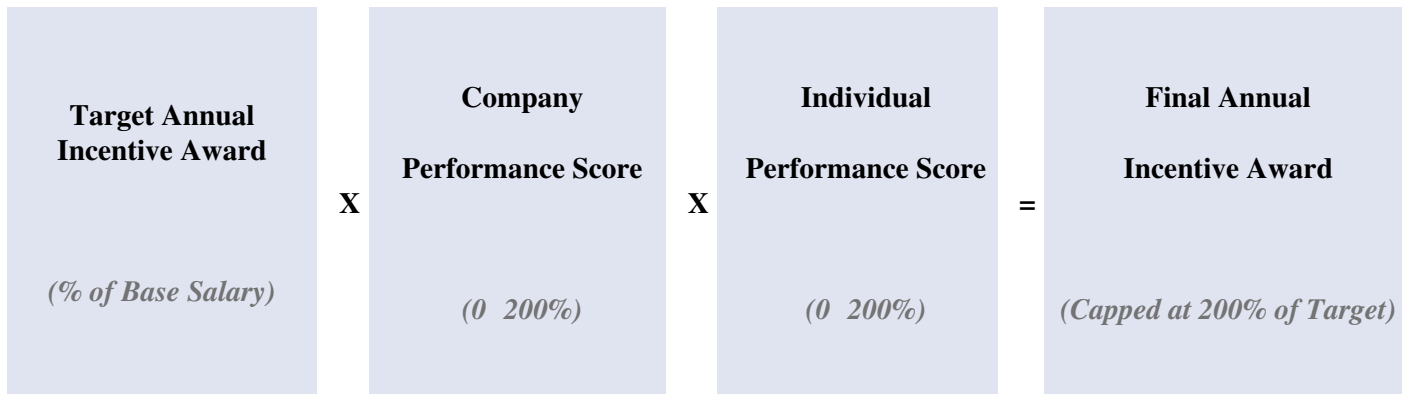 Target Annual
Incentive Award
(% of Base Salary)
X
Company
Performance Score
(0 200%)
X
Individual
Performance Score
(0 200%)
=
Final Annual
Incentive Award
(Capped at 200% of Target)